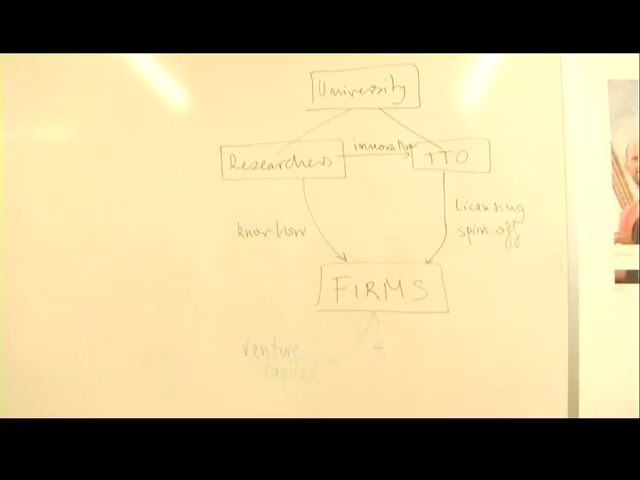 University
innovation
Researchers
TTO
Licensing
know-how
spin-off
FIRMS
venture
capital